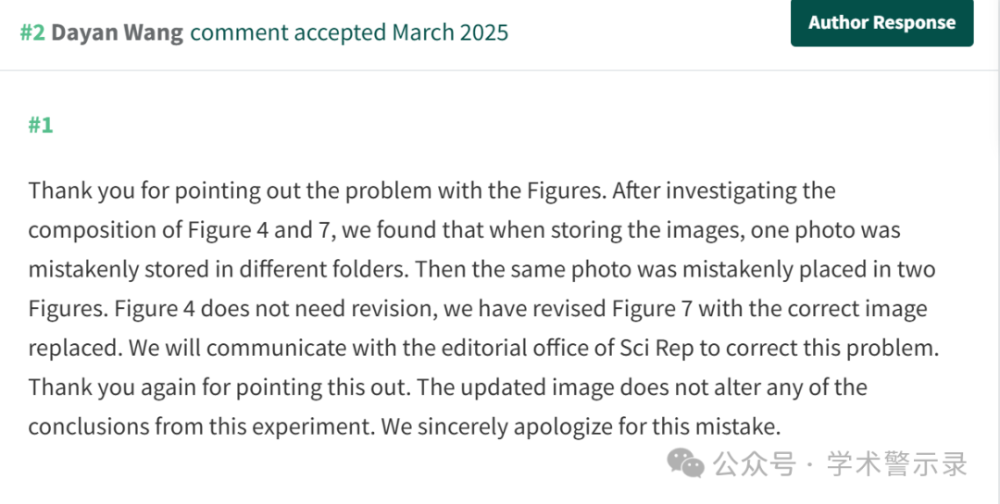 #2 Dayan Wang comment accepted March 2025
Author Response
#1
Thank you for pointing out the problem with the Figures. After investigating the
composition of Figure 4 and 7, we found that when storing the images, one photo was
mistakenly stored in different folders. Then the same photo was mistakenly placed in two
Figures. Figure 4 does not need revision, we have revised Figure 7 with the correct image
replaced. We will communicate with the editorial office of Sci Rep to correct this problem.
Thank you again for pointing this out. The updated image does not alter any of the
conclusions from this experiment. We sincerely apologize for this mistake.
公众号 · 学术警示录